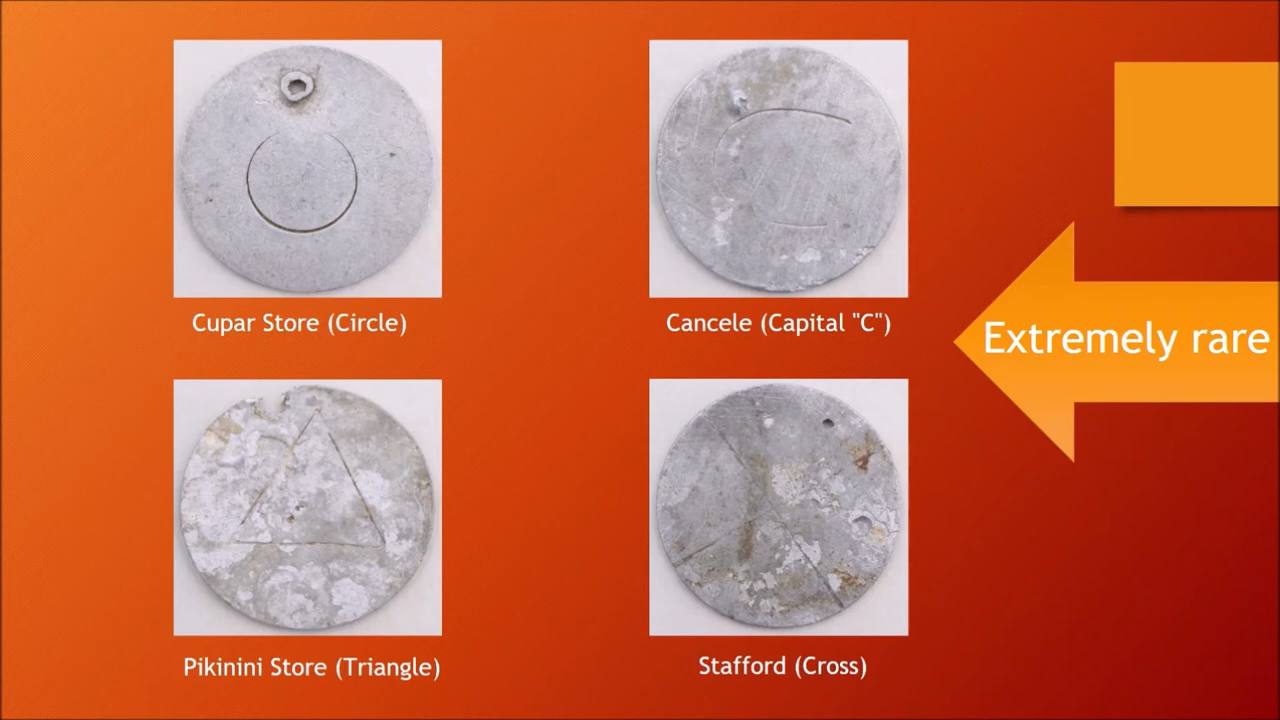 Cupar Store (Circle)
Cancele (Capital "C")
Extremely rare
Pikinini Store (Triangle)
Stafford (Cross)